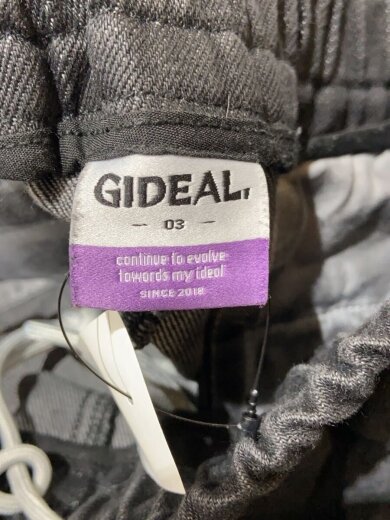 GIDEAL,
- 03 -
continue to evolve
towards my ideal
SINCE 2018